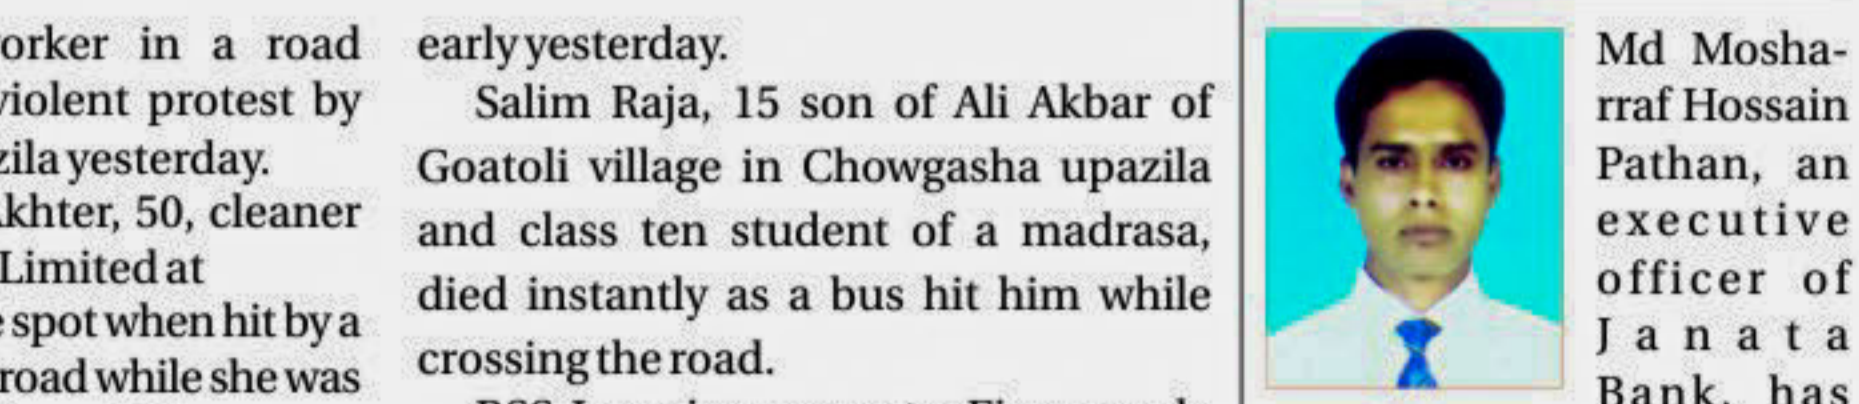 orker in a road
violent protest by
zila yesterday.
khter, 50, cleaner
Limited at
spot when hit by a
road while she was
early yesterday.
Salim Raja, 15 son of Ali Akbar of
Goatoli village in Chowgasha upazila
and class ten student of a madrasa,
died instantly as a bus hit him while
crossing the road.
Md Mosha-
rraf Hossain
Pathan, an
executive
officer of
Janata
Bank, has